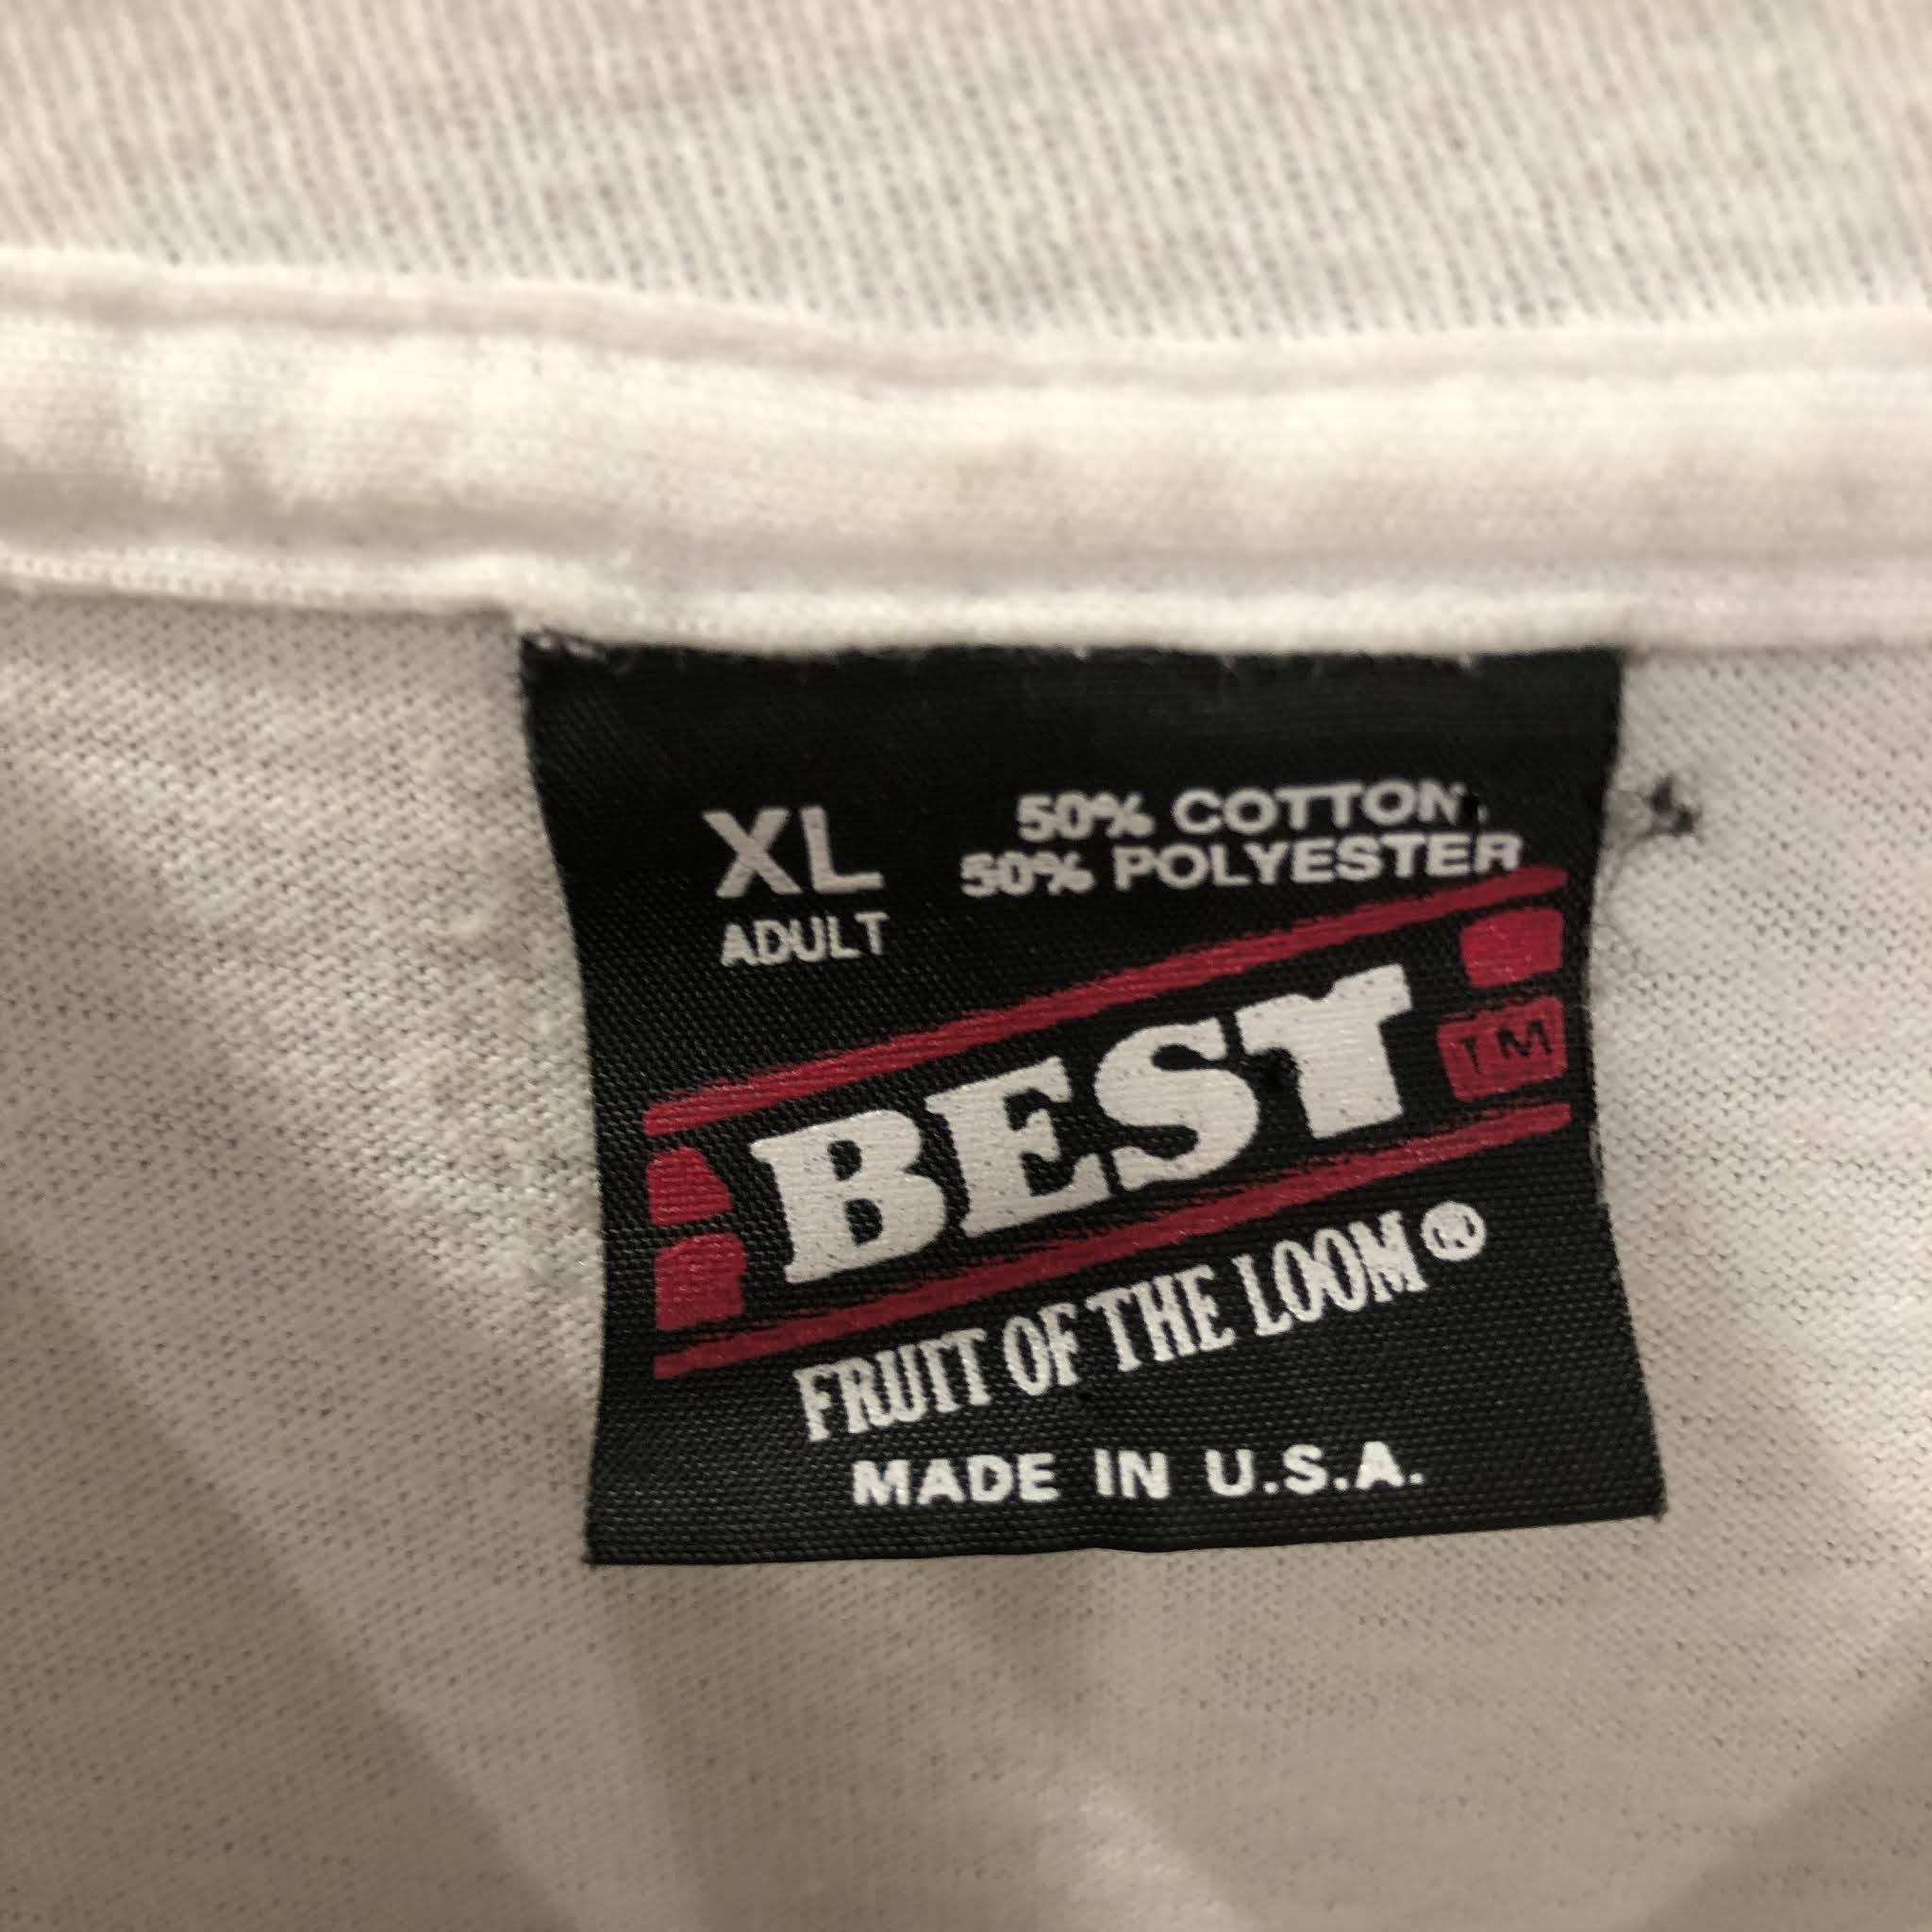 XL
ADULT
50% COTTON
50% POLYESTER
BEST TM
FRUIT OF THE LOOM®
MADE IN U.S.A.